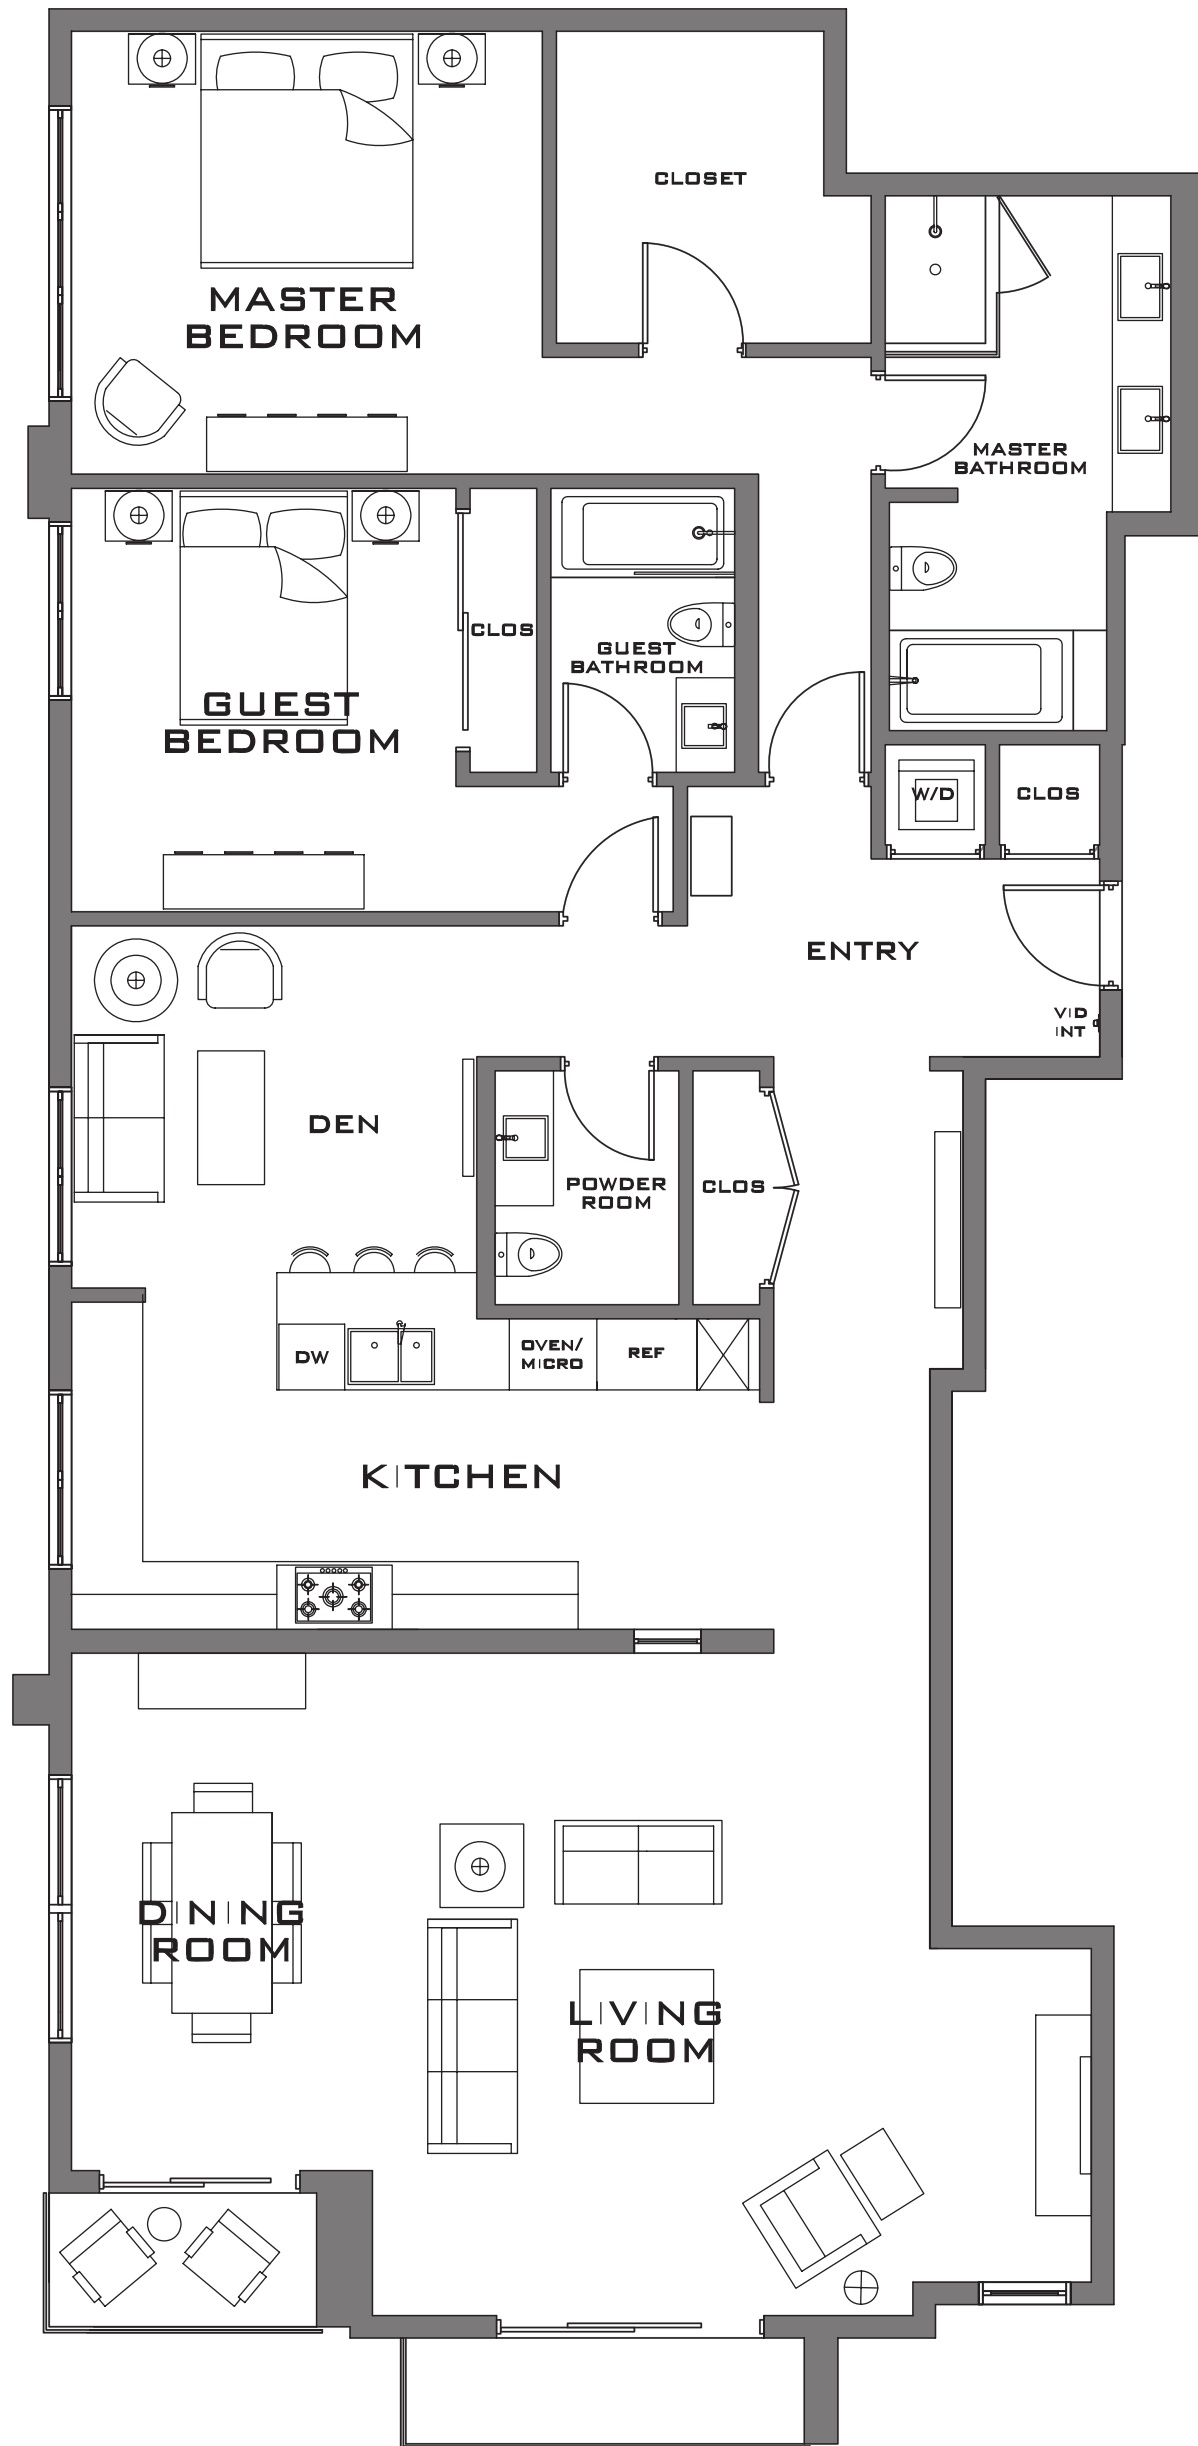 CLOSET
MASTER
BEDROOM
MASTER
BATHROOM
CLOS
GUEST
BATHROOM
GUEST
BEDROOM
W/D
CLOS
ENTRY
VID
INT
DEN
POWDER
ROOM
CLOS
DW
OVEN/
MICRO
REF
KITCHEN
DINING
ROOM
LIVING
ROOM